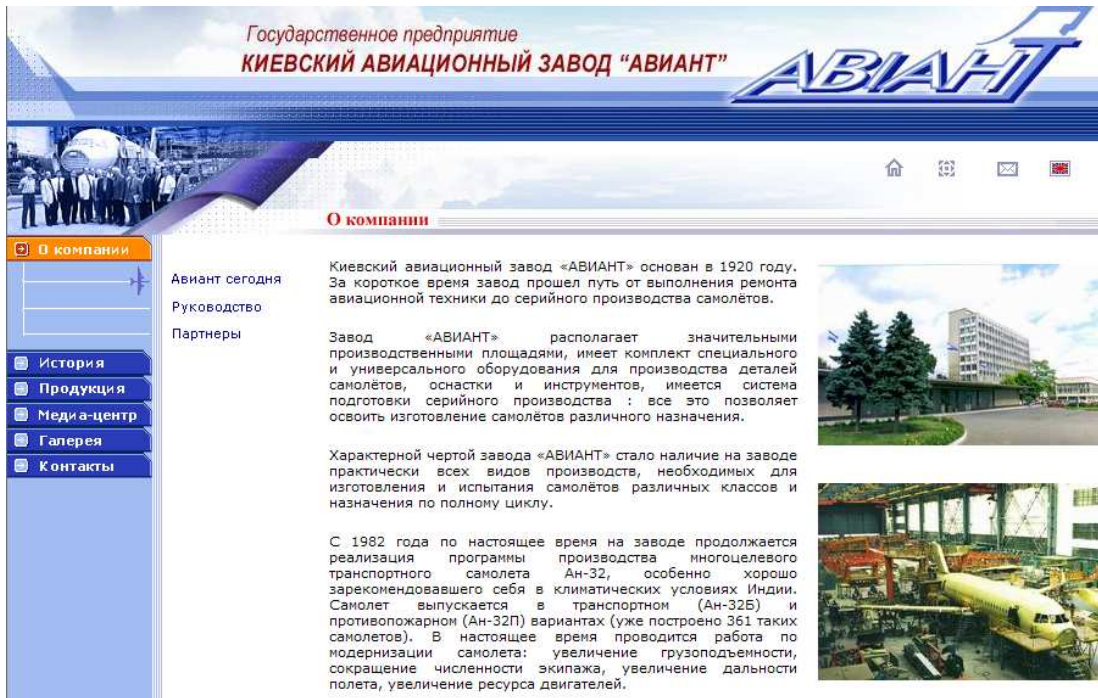 Государственное предприятие
КИЕВСКИЙ АВИАЦИОННЫЙ ЗАВОД “АВИАНТ”
АВІАНТ
О компании
О компании
Авиант сегодня
Руководство
Партнеры
История
Продукция
Медиа-центр
Галерея
Контакты
Киевский авиационный завод «АВИАНТ» основан в 1920 году.
За короткое время завод прошел путь от выполнения ремонта
авиационной техники до серийного производства самолётов.
Завод «АВИАНТ» располагает значительными
производственными площадями, имеет комплект специального
и универсального оборудования для производства деталей
самолётов, оснастки и инструментов, имеется система
подготовки серийного производства : все это позволяет
освоить изготовление самолётов различного назначения.
Характерной чертой завода «АВИАНТ» стало наличие на заводе
практически всех видов производств, необходимых для
изготовления и испытания самолётов различных классов и
назначения по полному циклу.
С 1982 года по настоящее время на заводе продолжается
реализация программы производства многоцелевого
транспортного самолета Ан-32, особенно хорошо
зарекомендовавшего себя в климатических условиях Индии.
Самолет выпускается в транспортном (Ан-32Б) и
противопожарном (Ан-32П) вариантах (уже построено 361 таких
самолетов). В настоящее время проводится работа по
модернизации самолета: увеличение грузоподъемности,
сокращение численности экипажа, увеличение дальности
полета, увеличение ресурса двигателей.